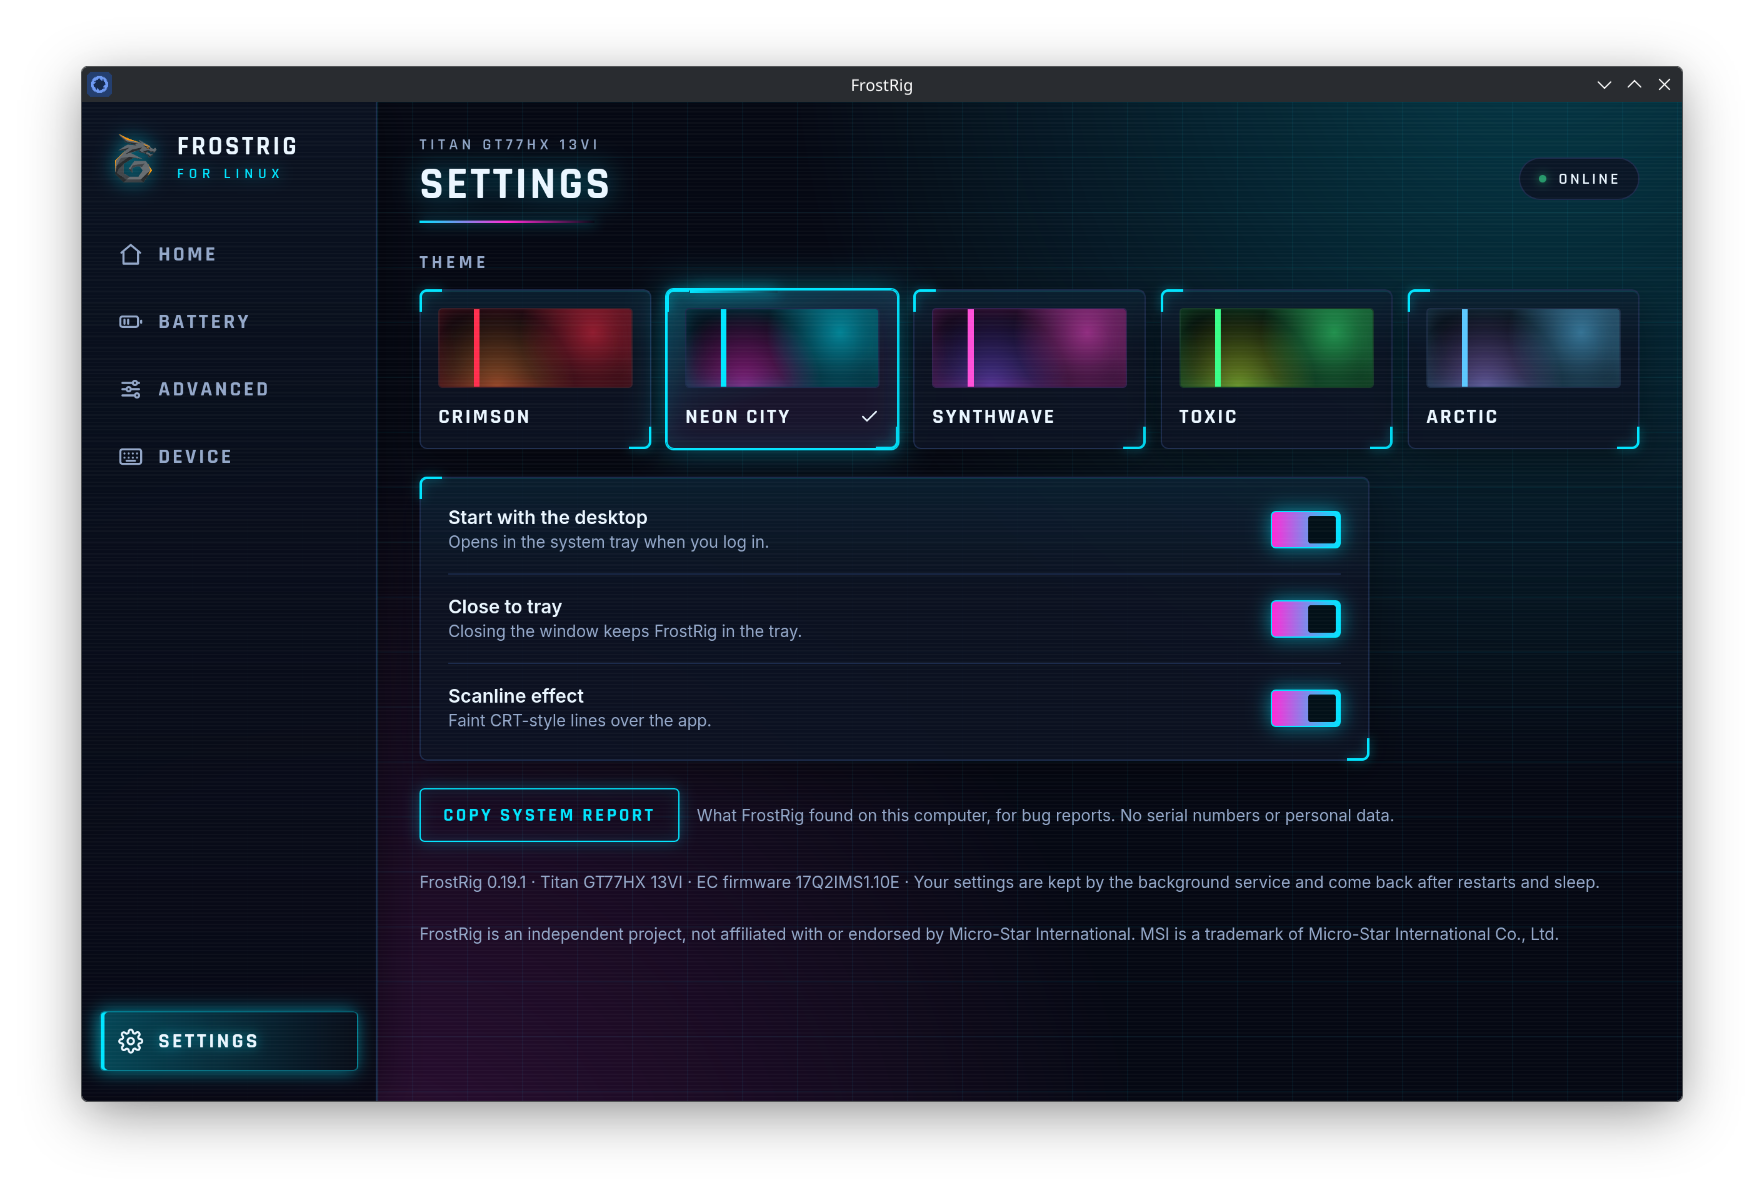 FrostRig
FROSTRIG
FOR LINUX
HOME
BATTERY
ADVANCED
DEVICE
SETTINGS
TITAN GT77HX 13VI
SETTINGS
ONLINE
THEME
CRIMSON
NEON CITY
SYNTHWAVE
TOXIC
ARCTIC
Start with the desktop
Opens in the system tray when you log in.
Close to tray
Closing the window keeps FrostRig in the tray.
Scanline effect
Faint CRT-style lines over the app.
COPY SYSTEM REPORT
What FrostRig found on this computer, for bug reports. No serial numbers or personal data.
FrostRig 0.19.1 · Titan GT77HX 13VI · EC firmware 17Q2IMS1.10E · Your settings are kept by the background service and come back after restarts and sleep.
FrostRig is an independent project, not affiliated with or endorsed by Micro-Star International. MSI is a trademark of Micro-Star International Co., Ltd.